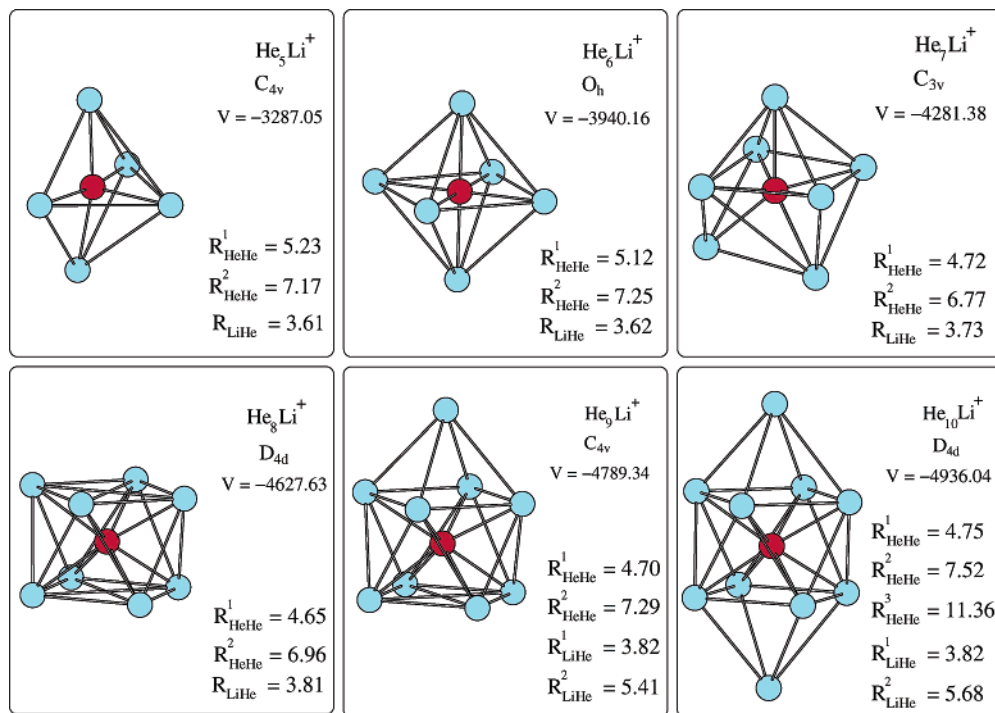 He₅Li⁺
C₄ᵥ
V = −3287.05
R¹HeHe = 5.23
R²HeHe = 7.17
RLiHe = 3.61
He₆Li⁺
Oₕ
V = −3940.16
R¹HeHe = 5.12
R²HeHe = 7.25
RLiHe = 3.62
He₇Li⁺
C₃ᵥ
V = −4281.38
R¹HeHe = 4.72
R²HeHe = 6.77
RLiHe = 3.73
He₈Li⁺
D₄d
V = −4627.63
R¹HeHe = 4.65
R²HeHe = 6.96
RLiHe = 3.81
He₉Li⁺
C₄ᵥ
V = −4789.34
R¹HeHe = 4.70
R²HeHe = 7.29
R¹LiHe = 3.82
R²LiHe = 5.41
He₁₀Li⁺
D₄d
V = −4936.04
R¹HeHe = 4.75
R²HeHe = 7.52
R³HeHe = 11.36
R¹LiHe = 3.82
R²LiHe = 5.68